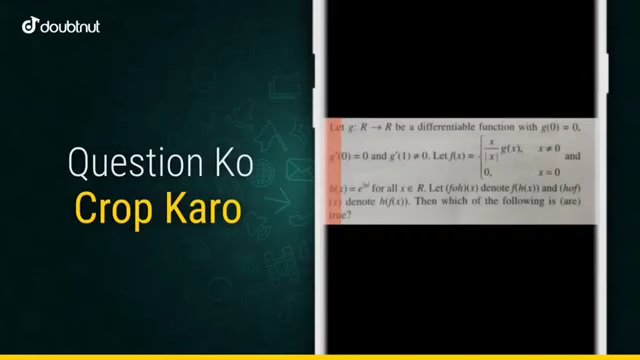 doubtnut
Question Ko
Crop Karo
Let g: R → R be a differentiable function with g(0) = 0,
g'(0) = 0 and g'(1) ≠ 0. Let f(x) = { x/|x| g(x), x ≠ 0 and
0, x = 0
h(x) = e^|x| for all x ∈ R. Let (foh)(x) denote f(h(x)) and (hof)
(x) denote h(f(x)). Then which of the following is (are)
true?